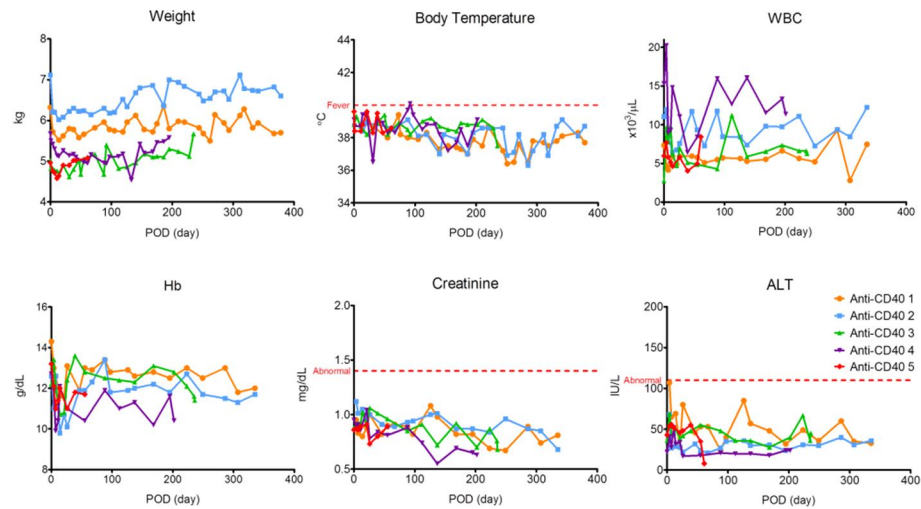 Weight
Body Temperature
WBC
8
7
6
5
4
kg
0
100
200
300
400
POD (day)
44
42
Fever
40
38
36
34
°C
0
100
200
300
400
POD (day)
20
15
10
5
0
x10³/μL
0
100
200
300
400
POD (day)
Hb
Creatinine
ALT
16
14
12
10
8
g/dL
0
100
200
300
400
POD (day)
2.0
1.5
Abnormal
1.0
0.5
mg/dL
0
100
200
300
400
POD (day)
200
150
Abnormal
100
50
0
IU/L
0
100
200
300
400
POD (day)
Anti-CD40 1
Anti-CD40 2
Anti-CD40 3
Anti-CD40 4
Anti-CD40 5